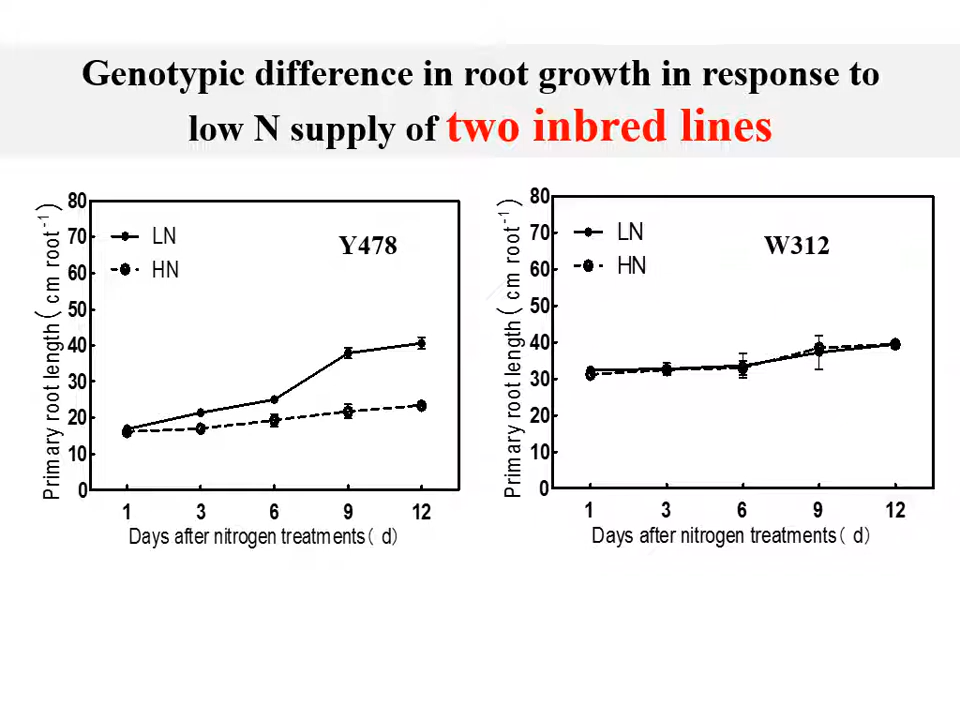 Genotypic difference in root growth in response to
low N supply of two inbred lines
Primary root length( cm root⁻¹)
80
70
60
50
40
30
20
10
0
LN
HN
Y478
1 3 6 9 12
Days after nitrogen treatments( d)
Primary root length( cm root⁻¹)
80
70
60
50
40
30
20
10
0
LN
HN
W312
1 3 6 9 12
Days after nitrogen treatments( d)